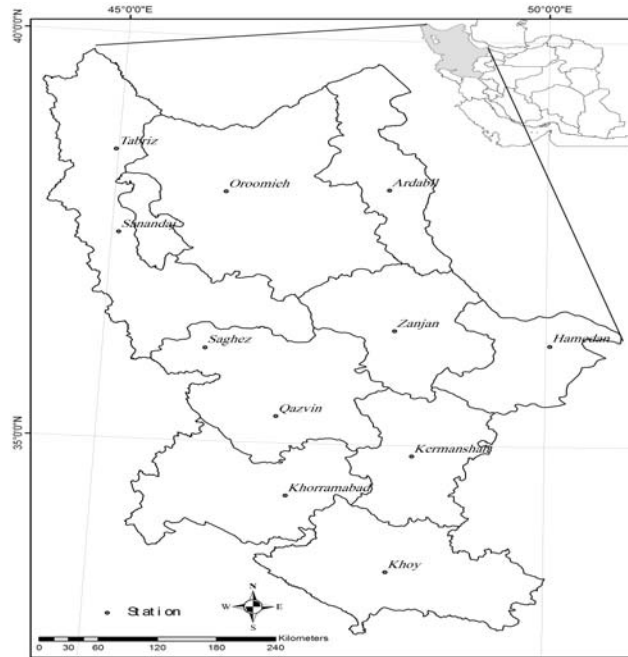 45°0'0"E
50°0'0"E
40°0'0"N
Tabriz
Oroomieh
Ardabil
Sanandaj
Zanjan
Saghez
Hamedan
Qazvin
35°0'0"N
Kermanshah
Khorramabad
Khoy
Station
N
W
E
S
0 30 60 120 180 240 Kilometers